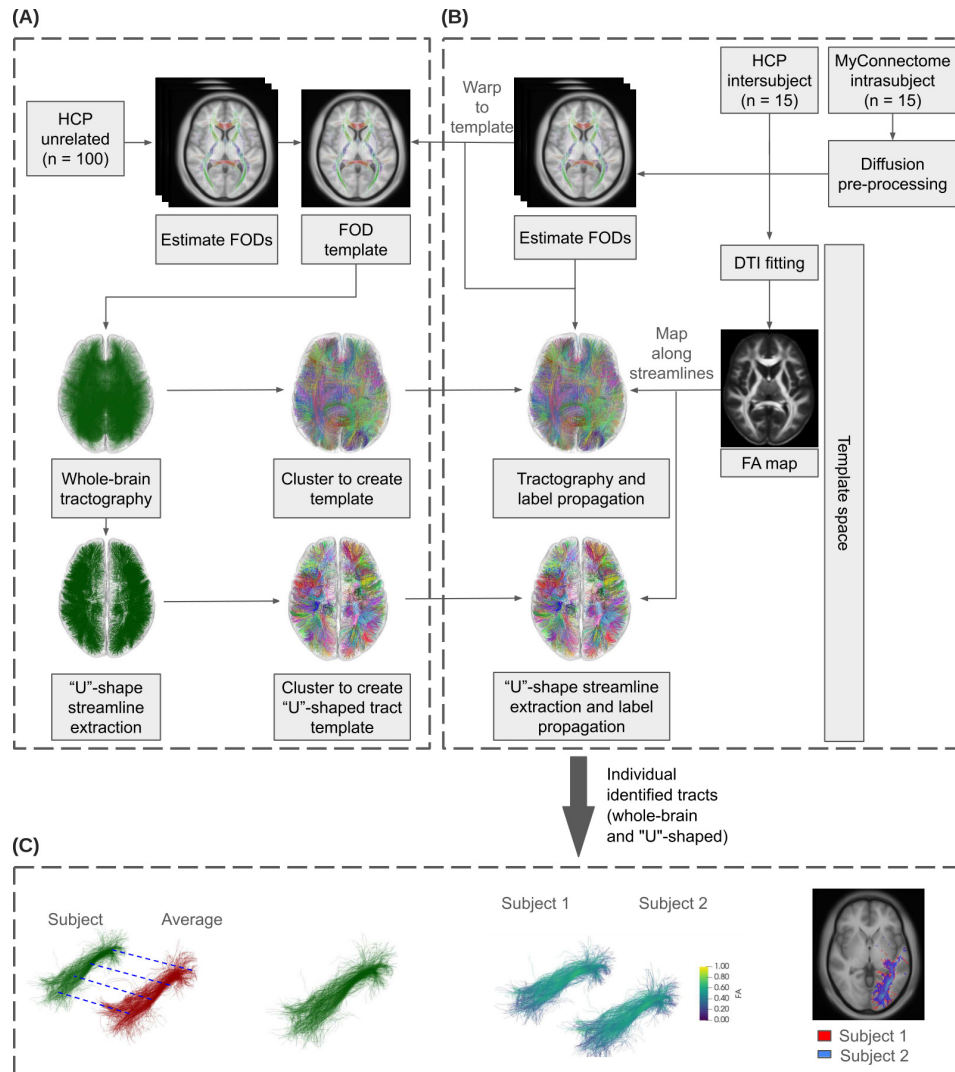 (A)
HCP
unrelated
(n = 100)
Estimate FODs
FOD
template
Whole-brain
tractography
Cluster to create
template
"U"-shape
streamline
extraction
Cluster to create
"U"-shaped tract
template
(B)
Warp
to
template
HCP
intersubject
(n = 15)
MyConnectome
intrasubject
(n = 15)
Diffusion
pre-processing
Estimate FODs
DTI fitting
Map
along
streamlines
FA map
Tractography and
label propagation
"U"-shape streamline
extraction and label
propagation
Template space
Individual
identified tracts
(whole-brain
and "U"-shaped)
(C)
Subject
Average
Subject 1
Subject 2
1.00
0.80
0.60
0.40
0.20
0.00
FA
Subject 1
Subject 2